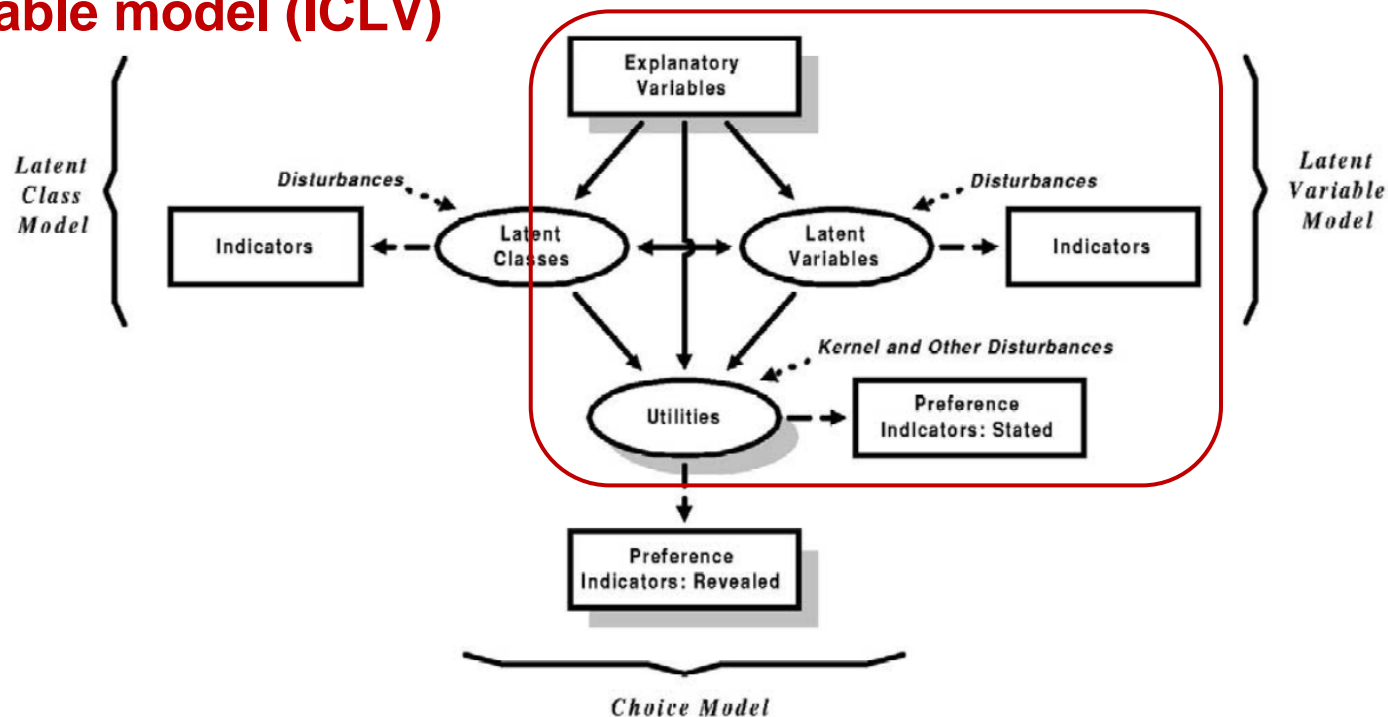 able model (ICLV)
Explanatory
Variables
Latent
Class
Model
Disturbances
Disturbances
Latent
Variable
Model
Indicators
Latent
Classes
Latent
Variables
Indicators
Kernel and Other Disturbances
Utilities
Preference
Indicators: Stated
Preference
Indicators: Revealed
Choice Model